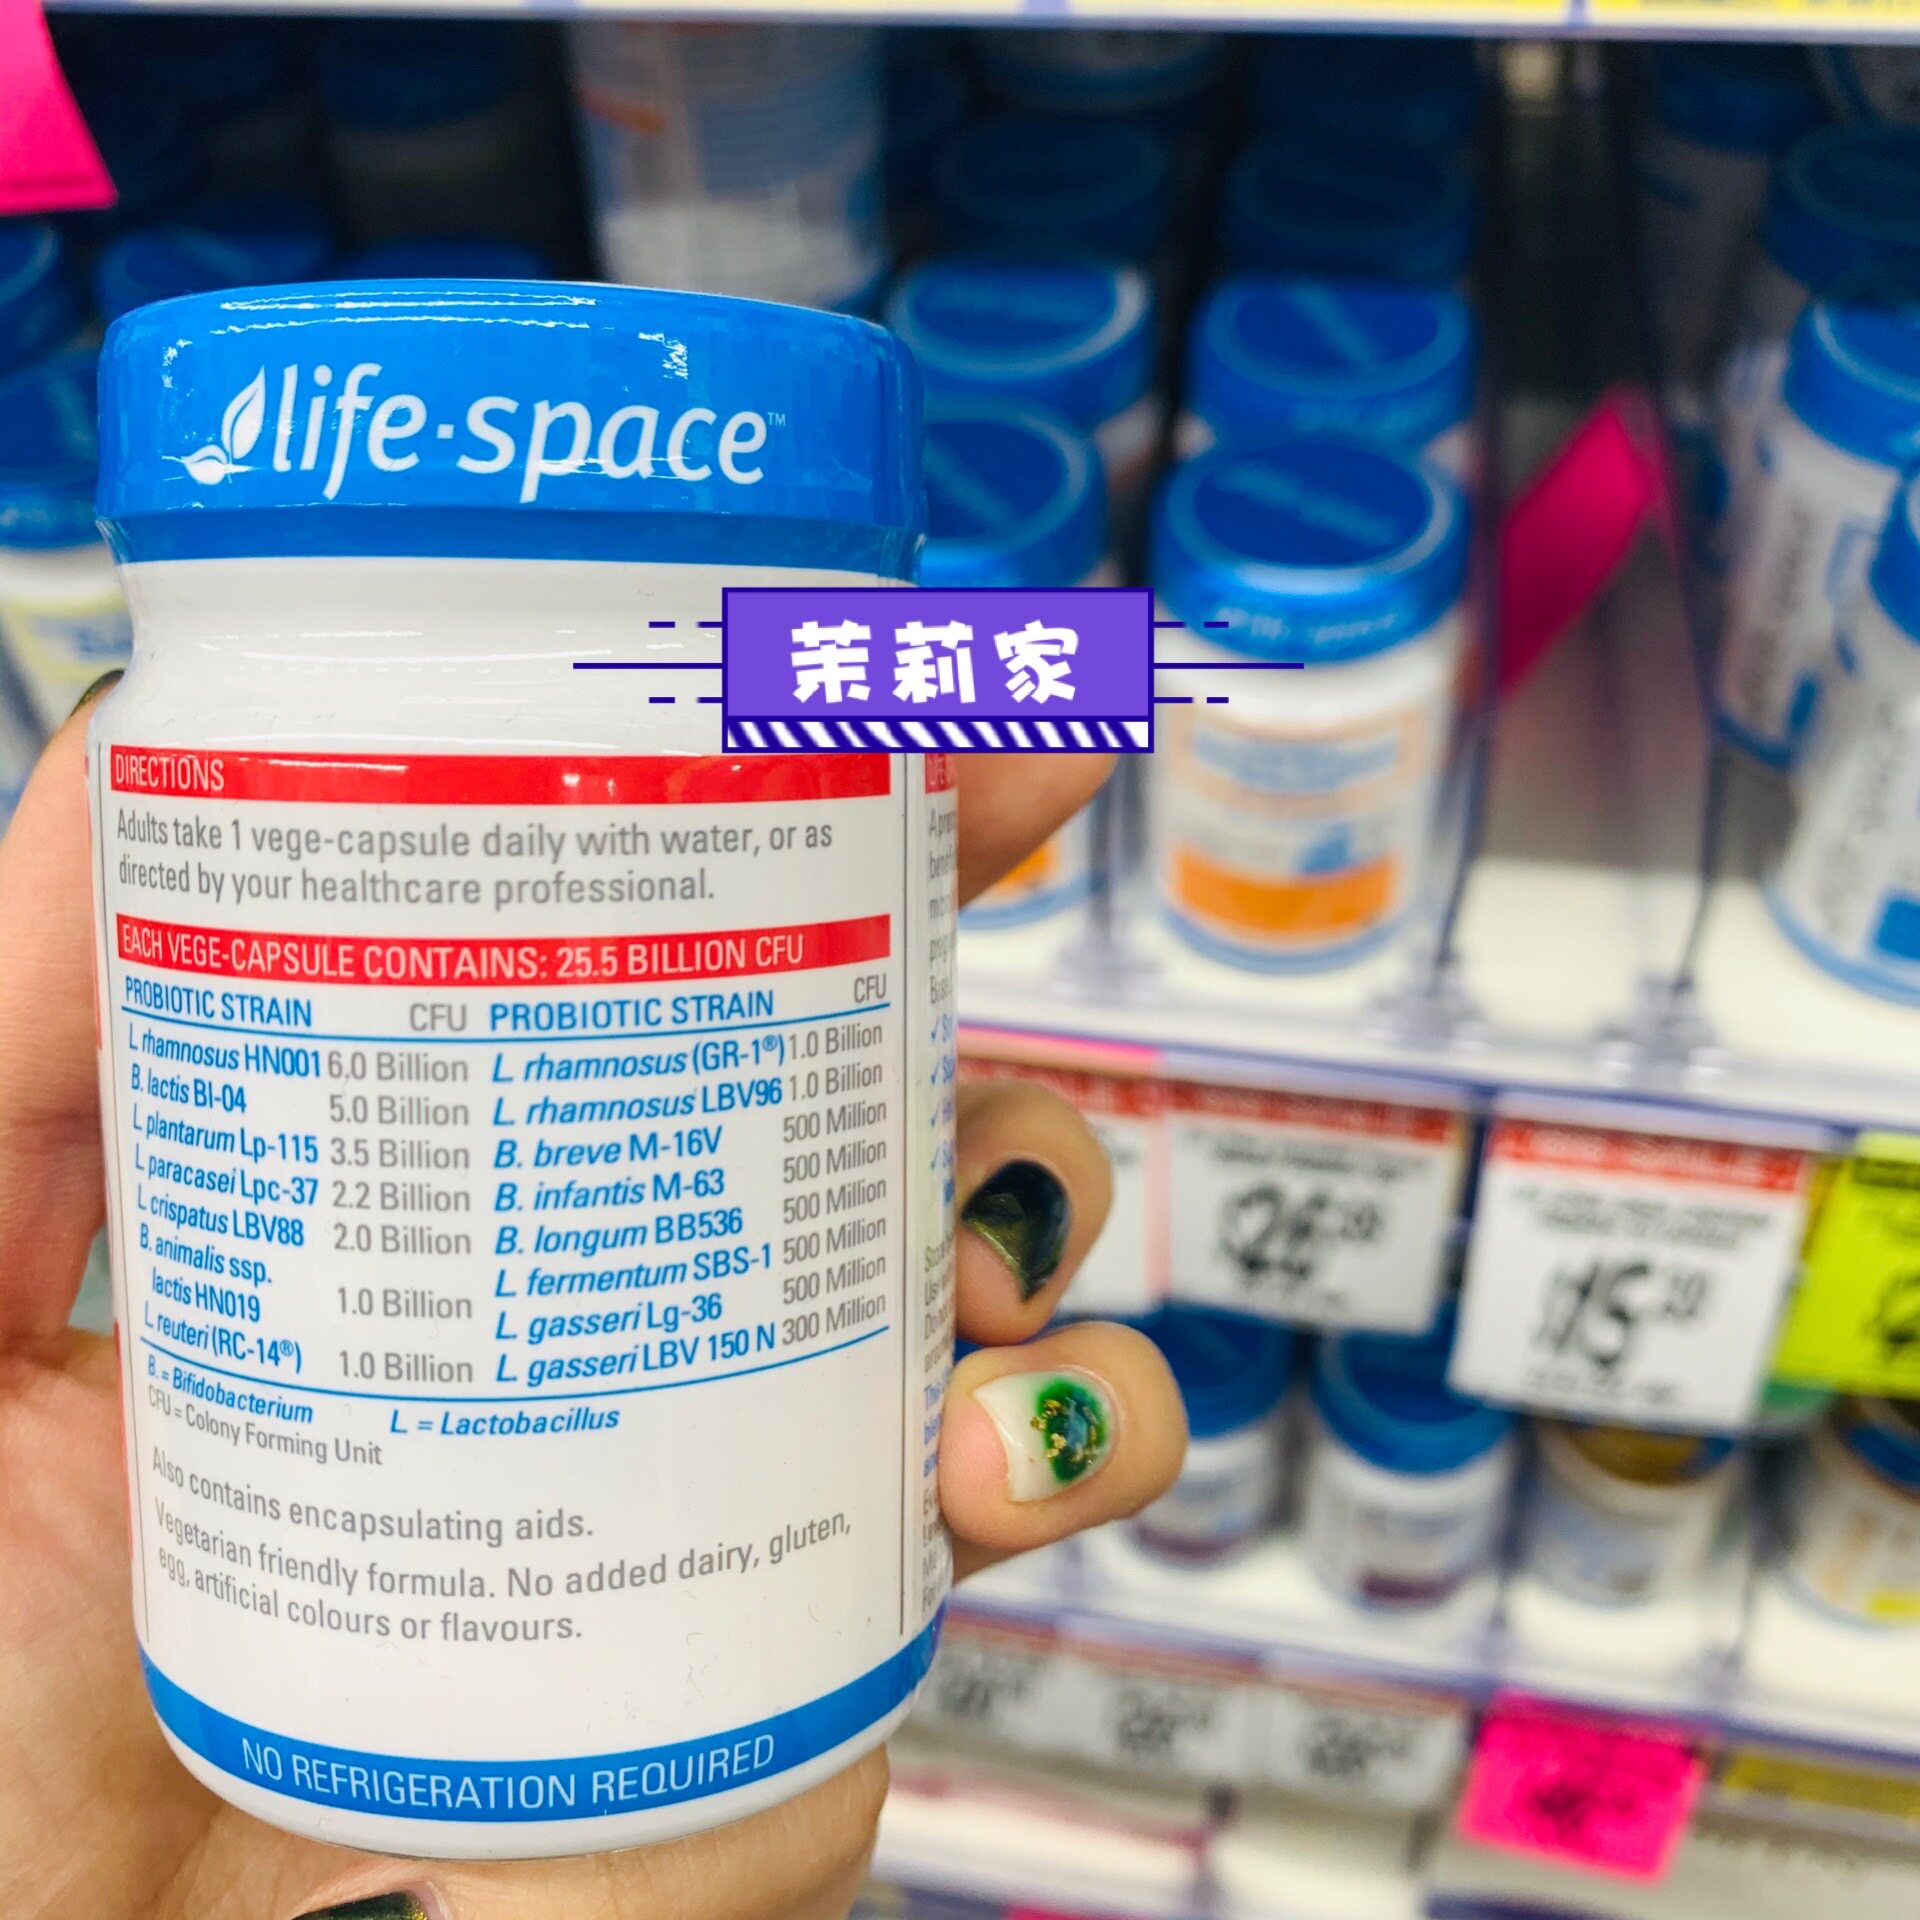 life·space™
茉莉家
DIRECTIONS
Adults take 1 vege-capsule daily with water, or as
directed by your healthcare professional.
EACH VEGE-CAPSULE CONTAINS: 25.5 BILLION CFU
PROBIOTIC STRAIN CFU PROBIOTIC STRAIN CFU
L rhamnosus HN001 6.0 Billion L. rhamnosus (GR-1®) 1.0 Billion
B. lactis BI-04 5.0 Billion L. rhamnosus LBV96 1.0 Billion
L plantarum Lp-115 3.5 Billion B. breve M-16V 500 Million
L paracasei Lpc-37 2.2 Billion B. infantis M-63 500 Million
L crispatus LBV88 2.0 Billion B. longum BB536 500 Million
B. animalis ssp. L. fermentum SBS-1 500 Million
lactis HN019 1.0 Billion L. gasseri Lg-36 500 Million
L reuteri (RC-14®) 1.0 Billion L. gasseri LBV 150 N 300 Million
B. = Bifidobacterium L = Lactobacillus
CFU = Colony Forming Unit
Also contains encapsulating aids.
Vegetarian friendly formula. No added dairy, gluten,
egg, artificial colours or flavours.
NO REFRIGERATION REQUIRED